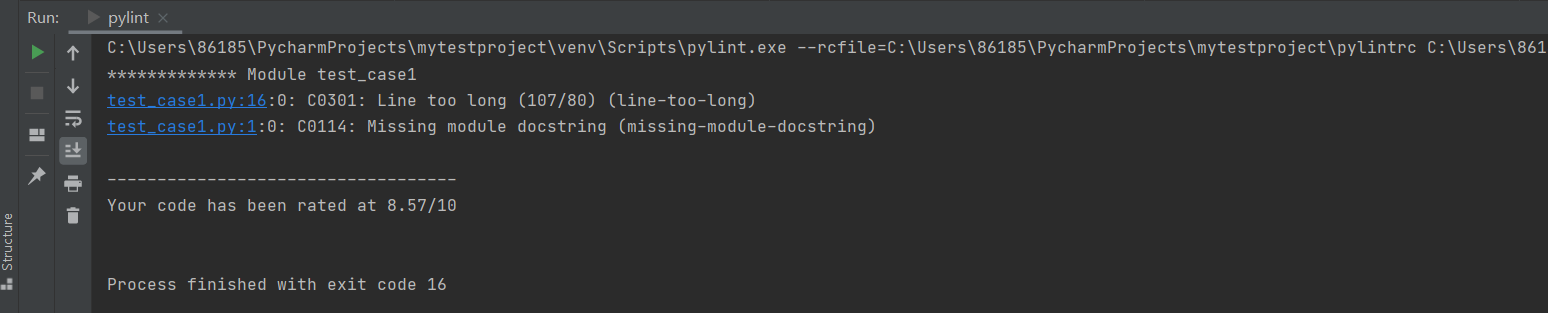 Run:
pylint
C:\Users\86185\PycharmProjects\mytestproject\venv\Scripts\pylint.exe --rcfile=C:\Users\86185\PycharmProjects\mytestproject\pylintrc C:\Users\861
************* Module test_case1
test_case1.py:16:0: C0301: Line too long (107/80) (line-too-long)
test_case1.py:1:0: C0114: Missing module docstring (missing-module-docstring)
-----------------------------------
Your code has been rated at 8.57/10
Process finished with exit code 16
Structure